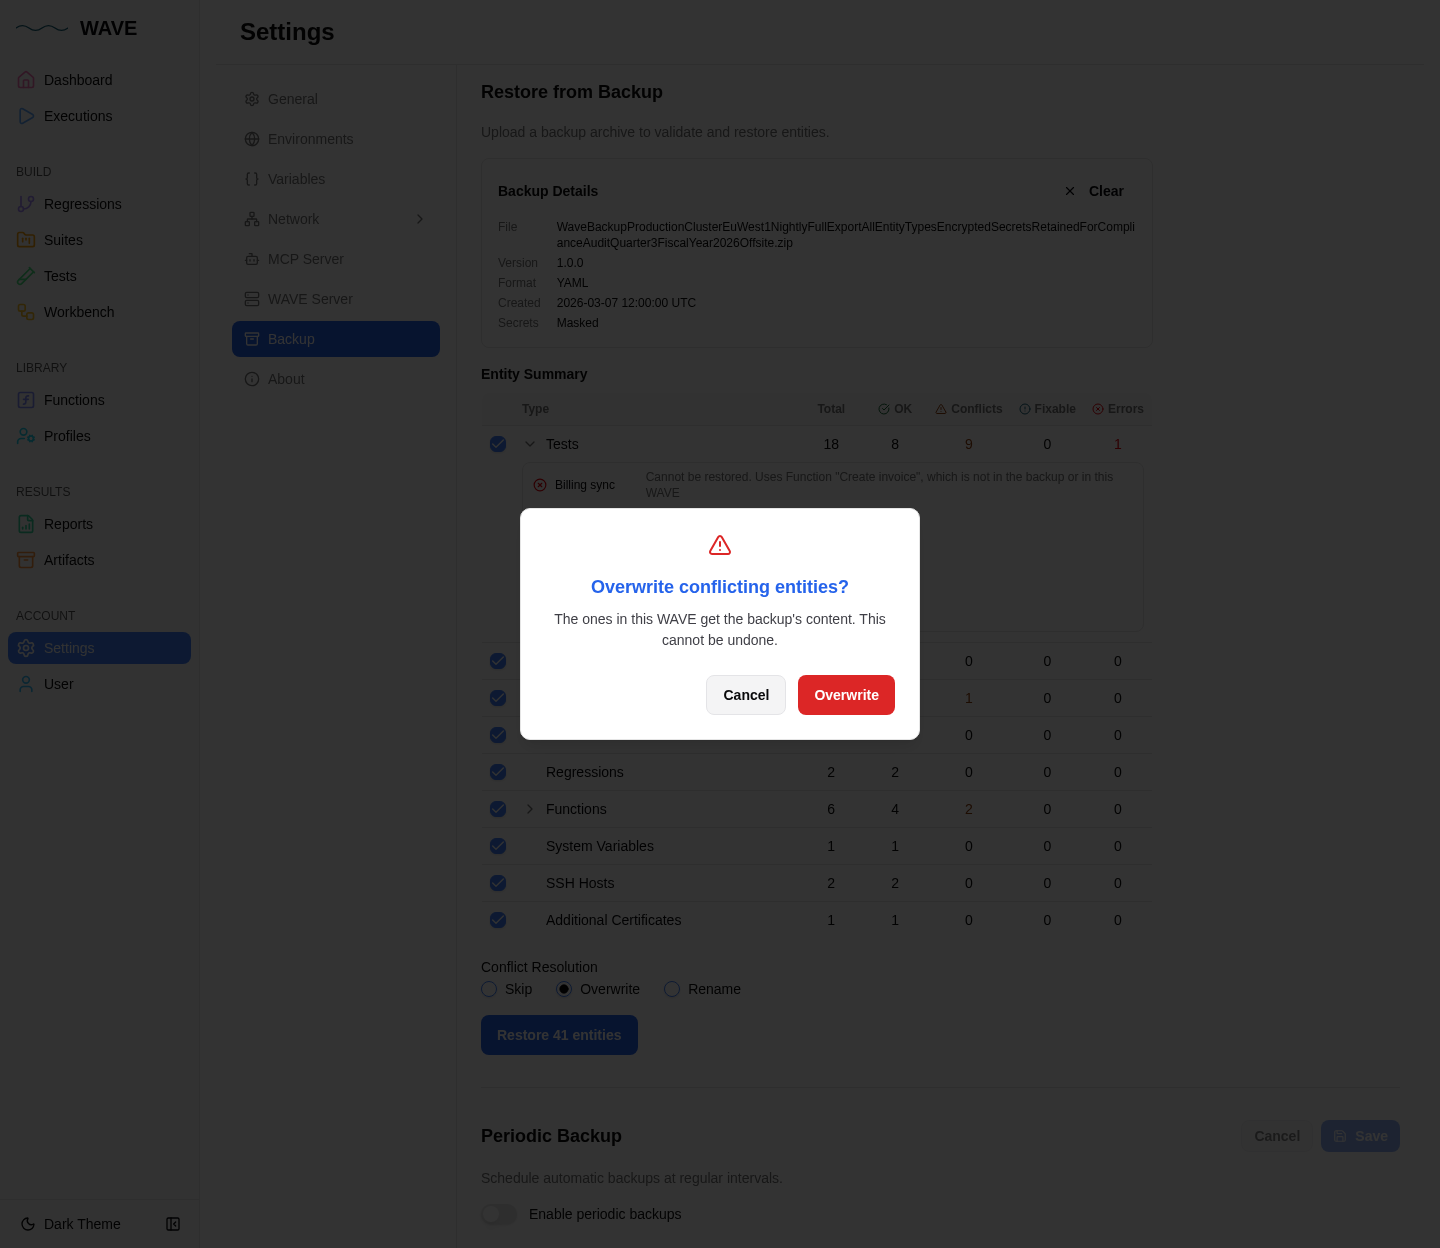 WAVE
Dashboard
Executions
BUILD
Regressions
Suites
Tests
Workbench
LIBRARY
Functions
Profiles
RESULTS
Reports
Artifacts
ACCOUNT
Settings
User
Dark Theme
Settings
General
Environments
Variables
Network
MCP Server
WAVE Server
Backup
About
Restore from Backup
Upload a backup archive to validate and restore entities.
Backup Details
Clear
File WaveBackupProductionClusterEuWest1NightlyFullExportAllEntityTypesEncryptedSecretsRetainedForCompli
anceAuditQuarter3FiscalYear2026Offsite.zip
Version 1.0.0
Format YAML
Created 2026-03-07 12:00:00 UTC
Secrets Masked
Entity Summary
Type Total OK Conflicts Fixable Errors
Tests 18 8 9 0 1
Billing sync Cannot be restored. Uses Function "Create invoice", which is not in the backup or in this
WAVE
Overwrite conflicting entities?
The ones in this WAVE get the backup's content. This
cannot be undone.
Cancel Overwrite
0 0 0
1 0 0
0 0 0
Regressions 2 2 0 0 0
Functions 6 4 2 0 0
System Variables 1 1 0 0 0
SSH Hosts 2 2 0 0 0
Additional Certificates 1 1 0 0 0
Conflict Resolution
Skip Overwrite Rename
Restore 41 entities
Periodic Backup
Cancel Save
Schedule automatic backups at regular intervals.
Enable periodic backups